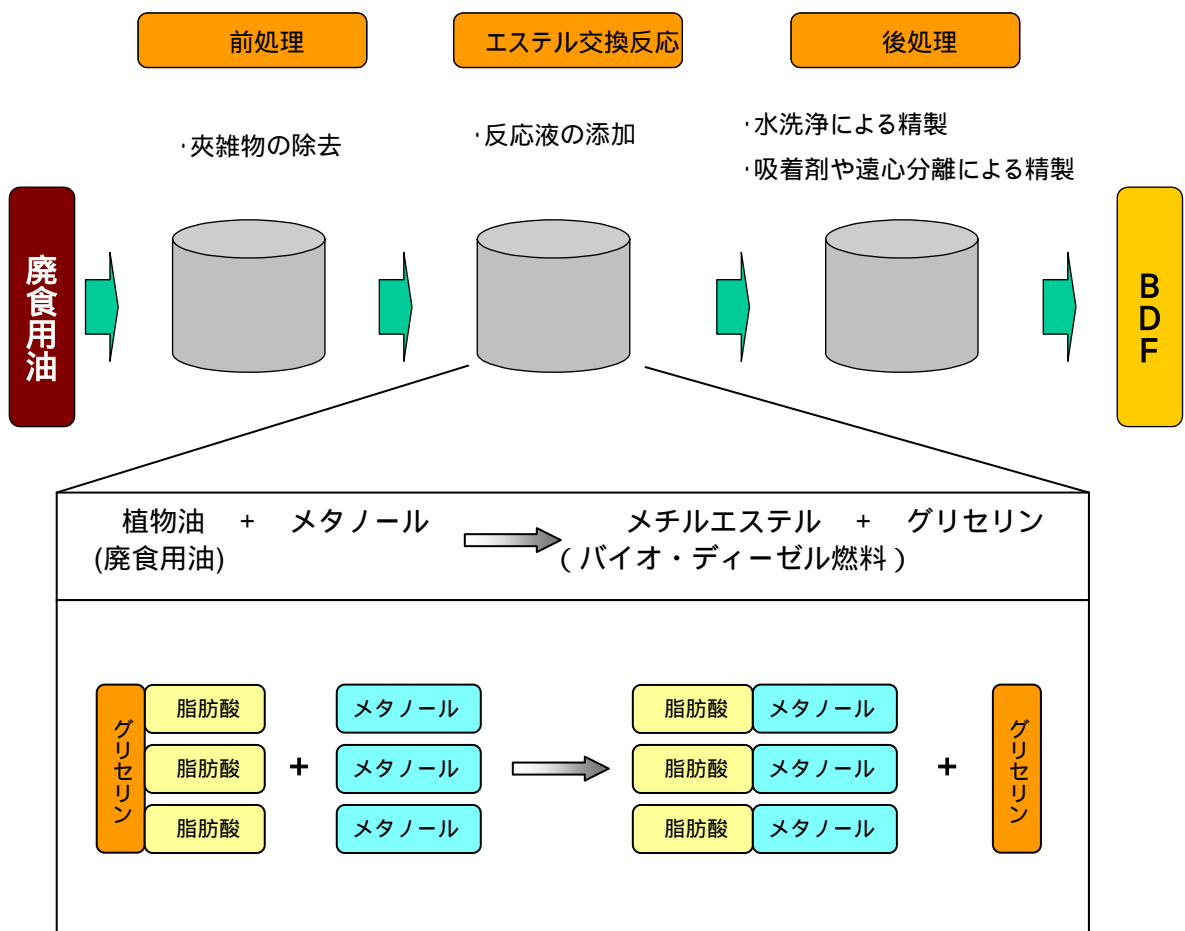 前処理
エステル交換反応
後処理
・夾雑物の除去
・反応液の添加
・水洗浄による精製
・吸着剤や遠心分離による精製
廃食用油
BDF
植物油 + メタノール メチルエステル + グリセリン
(廃食用油) (バイオ・ディーゼル燃料)
グリセリン
脂肪酸 メタノール 脂肪酸 メタノール
脂肪酸 + メタノール 脂肪酸 メタノール +
脂肪酸 メタノール 脂肪酸 メタノール
グリセリン